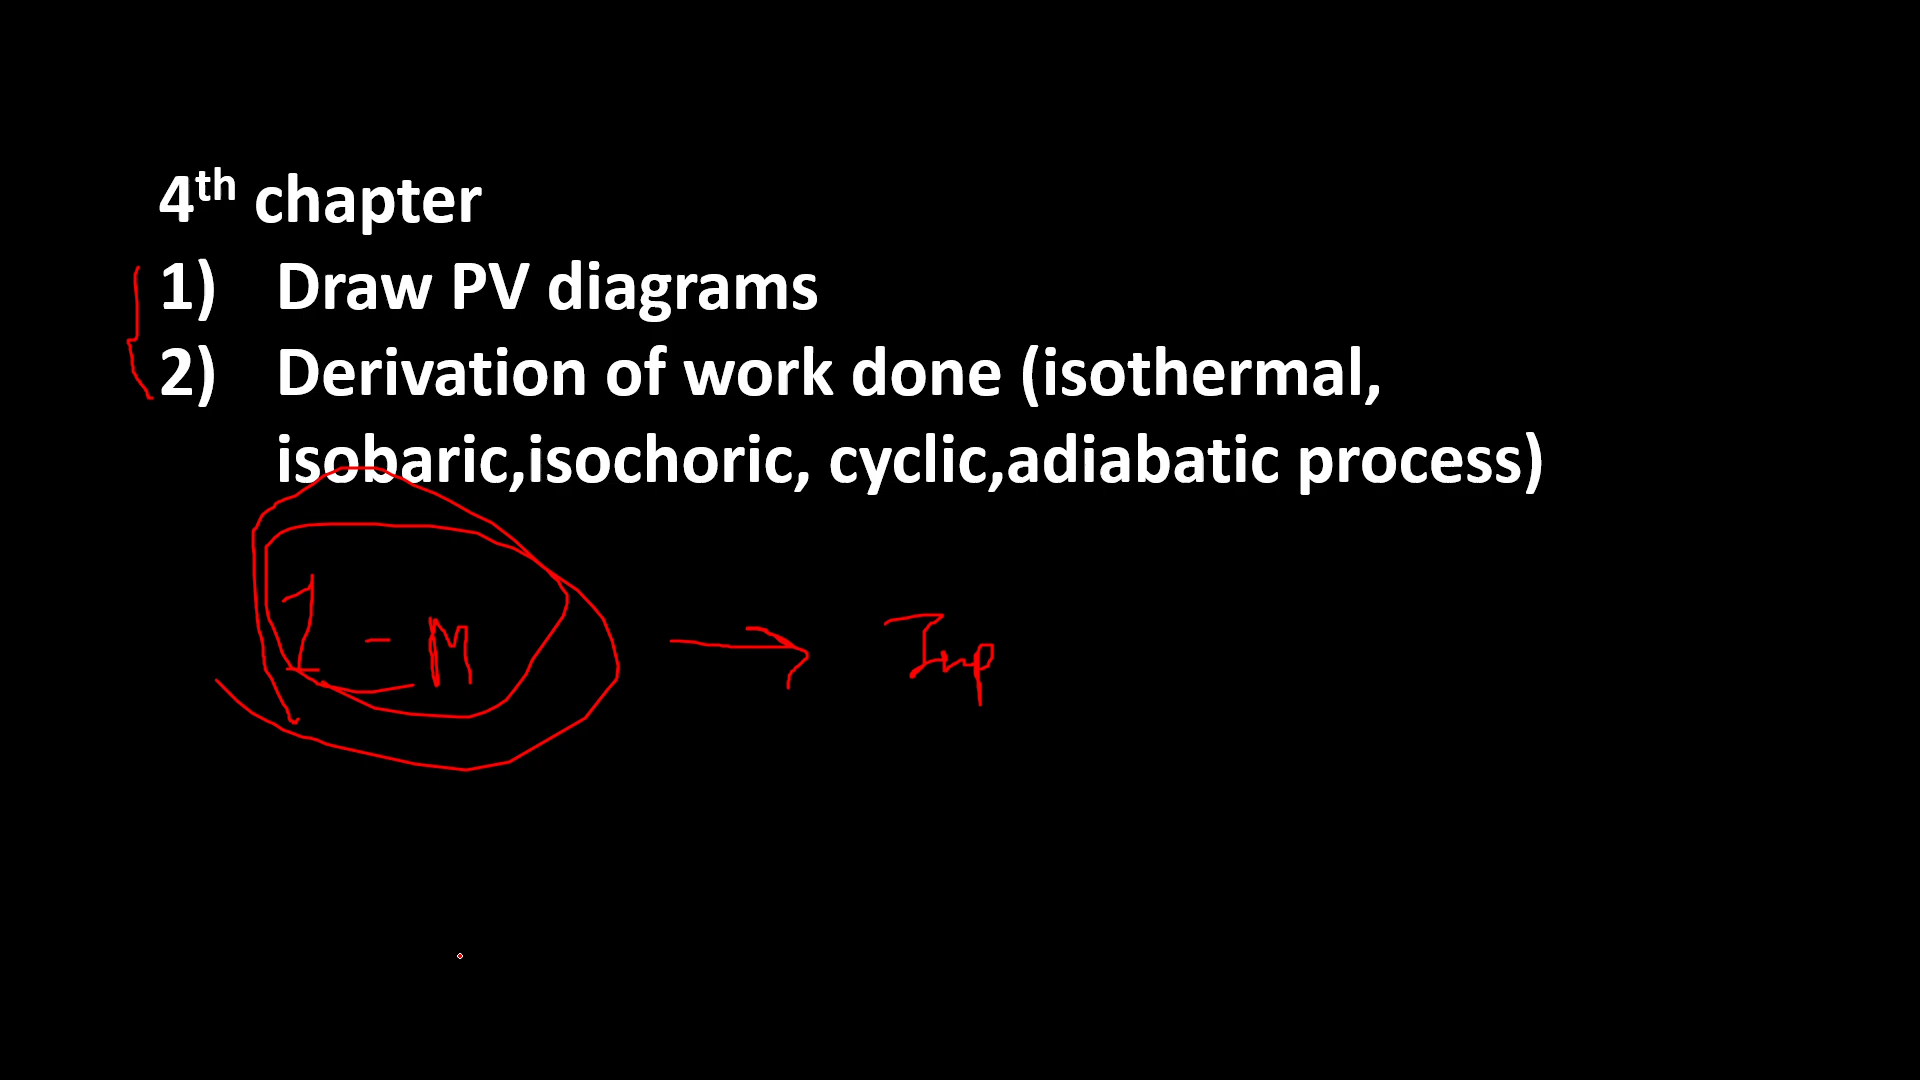 4th chapter
1) Draw PV diagrams
2) Derivation of work done (isothermal,
isobaric,isochoric, cyclic,adiabatic process)
1 - M → Imp